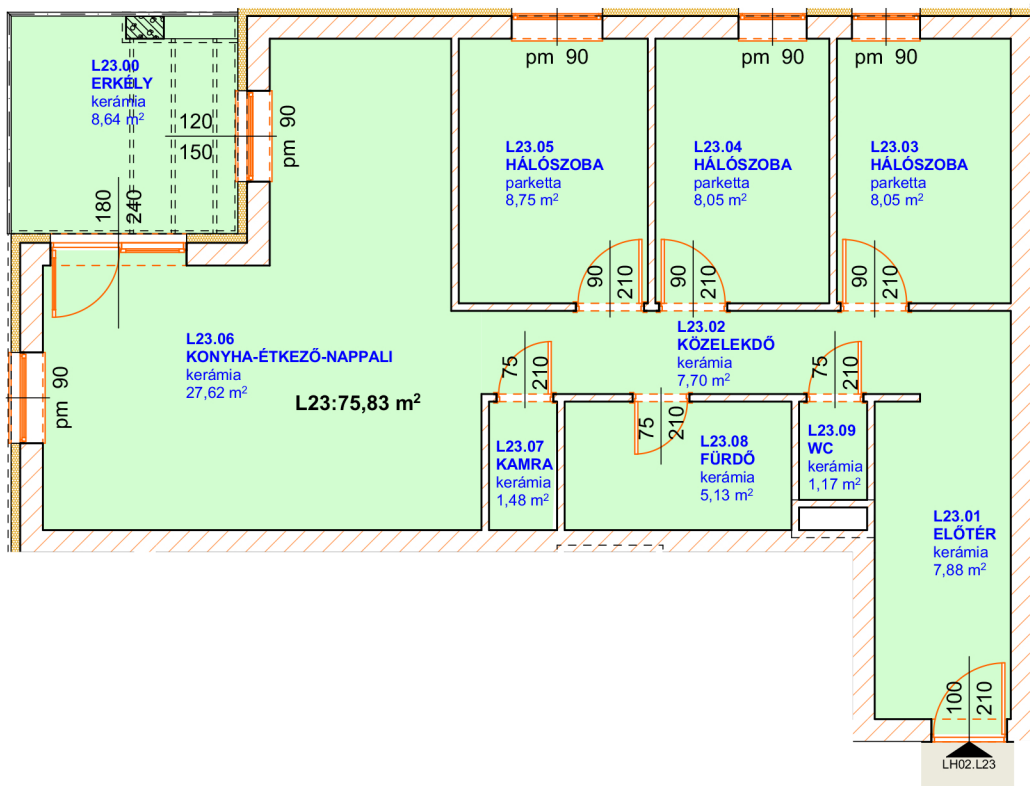 L23.00
ERKÉLY
kerámia
8,64 m²
120
150
pm 90
180
240
pm 90
pm 90
pm 90
L23.05
HÁLÓSZOBA
parketta
8,75 m²
L23.04
HÁLÓSZOBA
parketta
8,05 m²
L23.03
HÁLÓSZOBA
parketta
8,05 m²
90
210
90
210
90
210
L23.06
KONYHA-ÉTKEZŐ-NAPPALI
kerámia
27,62 m²
L23:75,83 m²
pm 90
L23.02
KÖZELEKDŐ
kerámia
7,70 m²
75
210
75
210
75
210
L23.07
KAMRA
kerámia
1,48 m²
L23.08
FÜRDŐ
kerámia
5,13 m²
L23.09
WC
kerámia
1,17 m²
L23.01
ELŐTÉR
kerámia
7,88 m²
100
210
LH02.L23